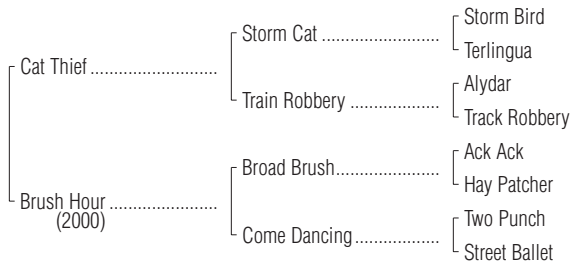 Storm Bird
Storm Cat ........................
Terlingua
Cat Thief ..........................
Alydar
Train Robbery ..................
Track Robbery
Ack Ack
Broad Brush.....................
Hay Patcher
Brush Hour ......................
(2000)
Two Punch
Come Dancing.................
Street Ballet